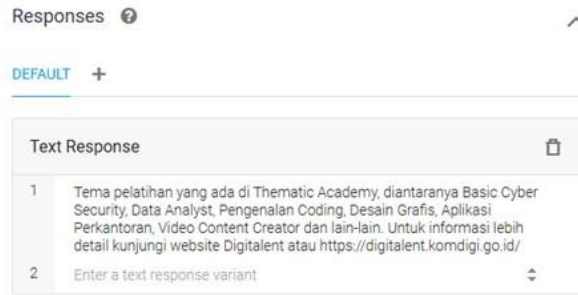 Responses
DEFAULT +
Text Response
1 Tema pelatihan yang ada di Thematic Academy, diantaranya Basic Cyber
Security, Data Analyst, Pengenalan Coding, Desain Grafis, Aplikasi
Perkantoran, Video Content Creator dan lain-lain. Untuk informasi lebih
detail kunjungi website Digitalent atau https://digitalent.komdigi.go.id/
2 Enter a text response variant